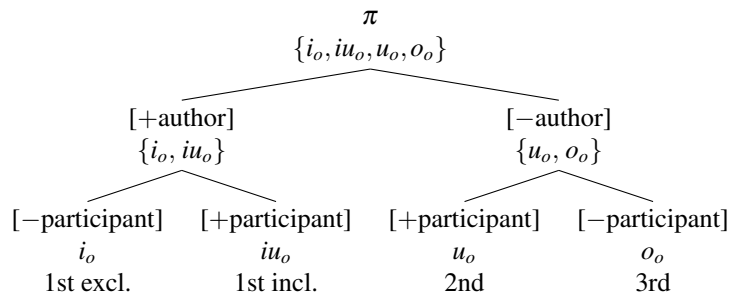 π
{i_o, iu_o, u_o, o_o}
[+author] [−author]
{i_o, iu_o} {u_o, o_o}
[−participant] [+participant] [+participant] [−participant]
i_o iu_o u_o o_o
1st excl. 1st incl. 2nd 3rd